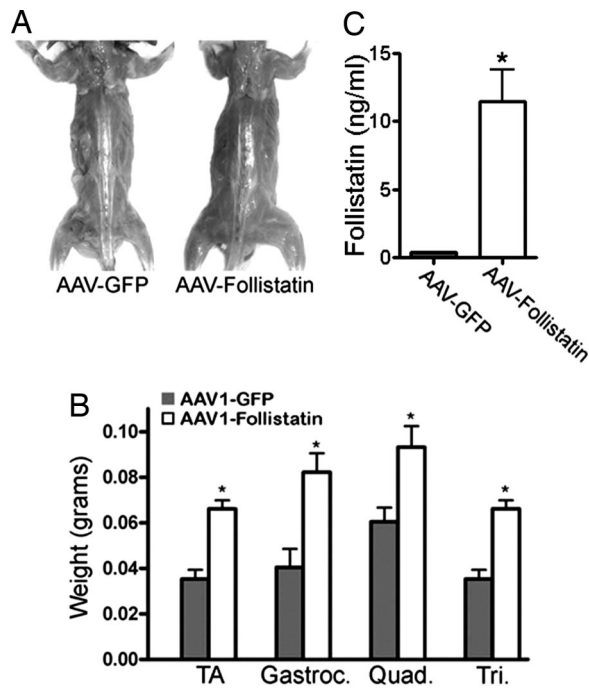 A
AAV-GFP
AAV-Follistatin
C
Follistatin (ng/ml)
15
10
5
0
*
AAV-GFP
AAV-Follistatin
B
AAV1-GFP
AAV1-Follistatin
Weight (grams)
0.10
0.08
0.06
0.04
0.02
0.00
*
*
*
*
TA
Gastroc.
Quad.
Tri.